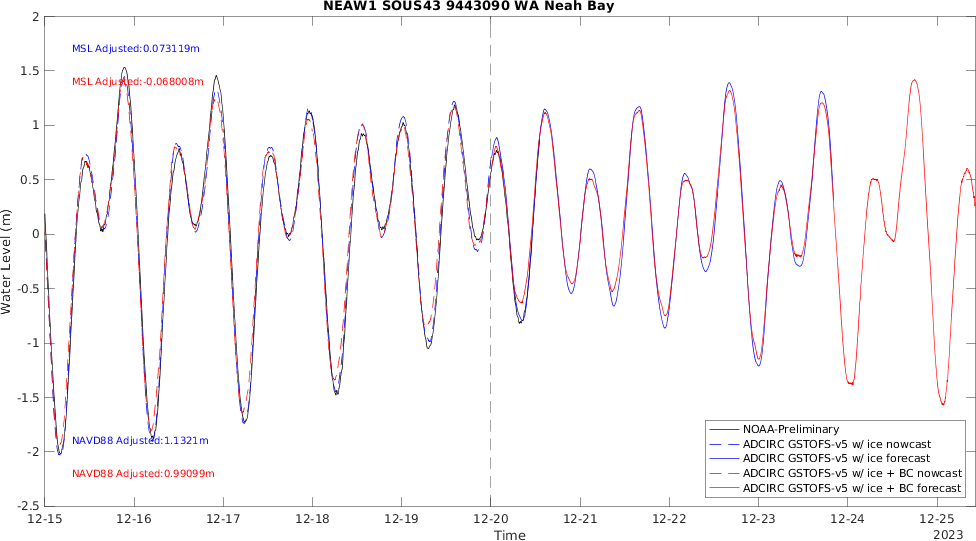 NEAW1 SOUS43 9443090 WA Neah Bay
2
1.5
1
0.5
0
-0.5
-1
-1.5
-2
-2.5
Water Level (m)
MSL Adjusted:0.073119m
MSL Adjusted:-0.068008m
NAVD88 Adjusted:1.1321m
NAVD88 Adjusted:0.99099m
NOAA-Preliminary
ADCIRC GSTOFS-v5 w/ ice nowcast
ADCIRC GSTOFS-v5 w/ ice forecast
ADCIRC GSTOFS-v5 w/ ice + BC nowcast
ADCIRC GSTOFS-v5 w/ ice + BC forecast
12-15 12-16 12-17 12-18 12-19 12-20 12-21 12-22 12-23 12-24 12-25
Time
2023